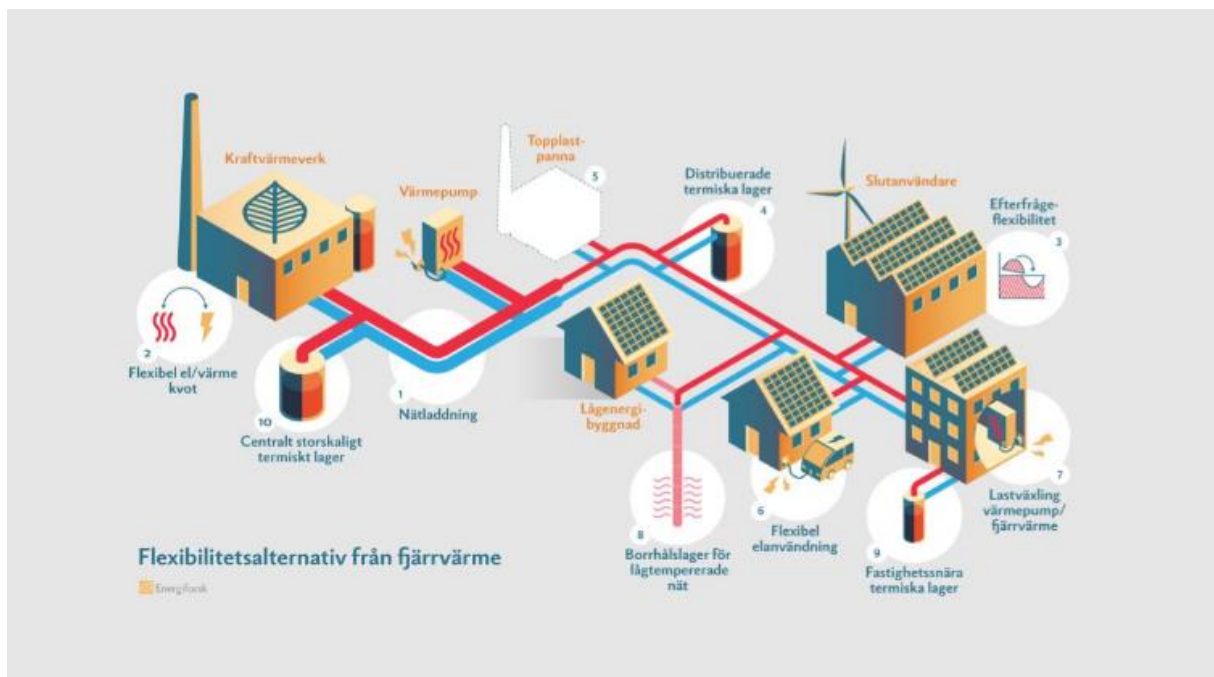 Kraftvärmeverk
Värmepump
Topplast-
panna
5
Distribuerade
termiska lager
4
Slutanvändare
Efterfråge-
flexibilitet
3
2
Flexibel el/värme
kvot
10
Centralt storskaligt
termiskt lager
1
Nätladdning
Lågenergi-
byggnad
8
Borrhålslager för
lågtempererade
nät
6
Flexibel
elanvändning
7
Lastväxling
värmepump/
fjärrvärme
9
Fastighetssnära
termiska lager
Flexibilitetsalternativ från fjärrvärme
Energiforsk